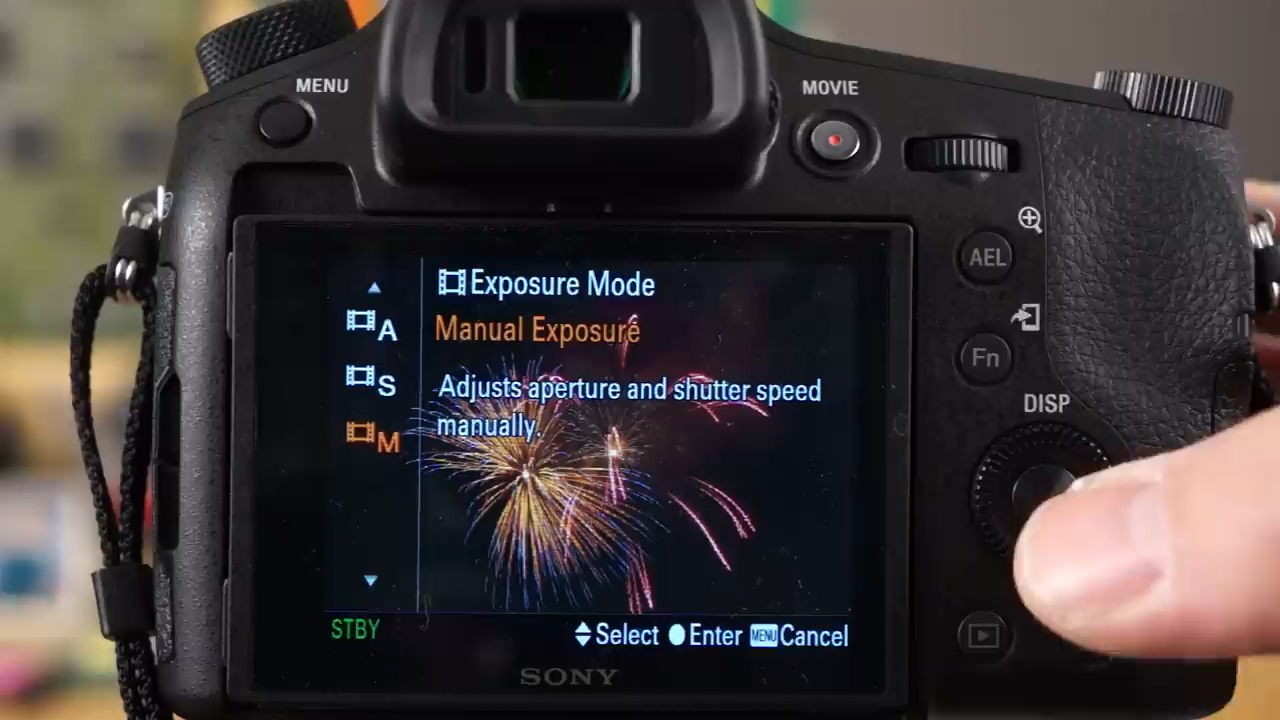 MENU
MOVIE
AEL
Fn
DISP
Exposure Mode
Manual Exposure
Adjusts aperture and shutter speed
manually.
A
S
M
STBY
Select Enter MENU Cancel
SONY